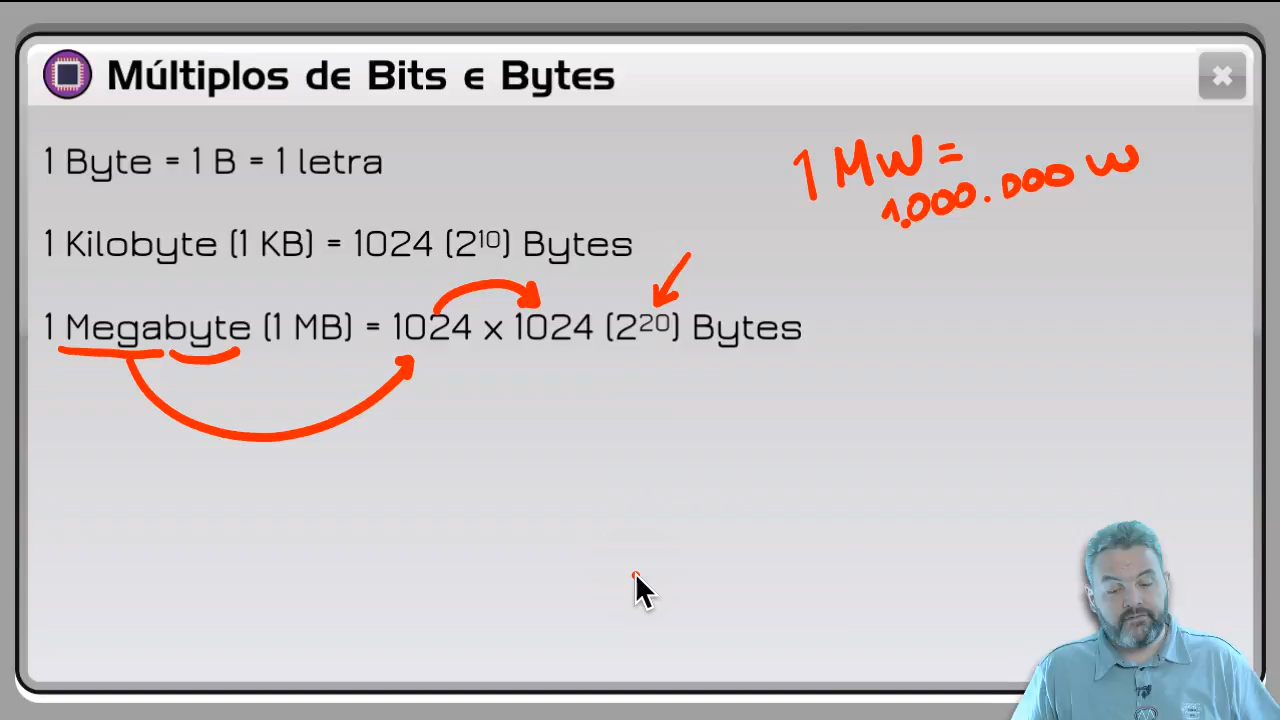 Múltiplos de Bits e Bytes
1 Byte = 1 B = 1 letra
1 MW =
1.000.000 W
1 Kilobyte (1 KB) = 1024 (2¹⁰) Bytes
1 Megabyte (1 MB) = 1024 x 1024 (2²⁰) Bytes